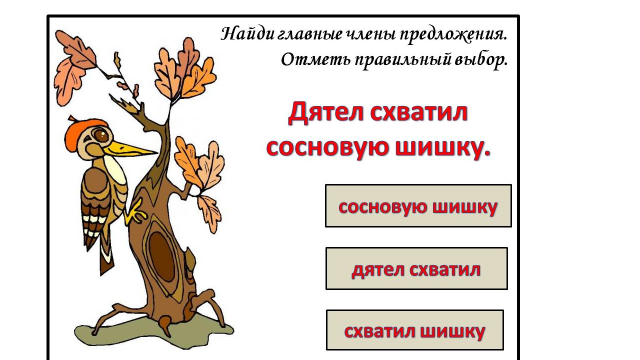 Найди главные члены предложения.
Отметь правильный выбор.
Дятел схватил
сосновую шишку.
сосновую шишку
дятел схватил
схватил шишку